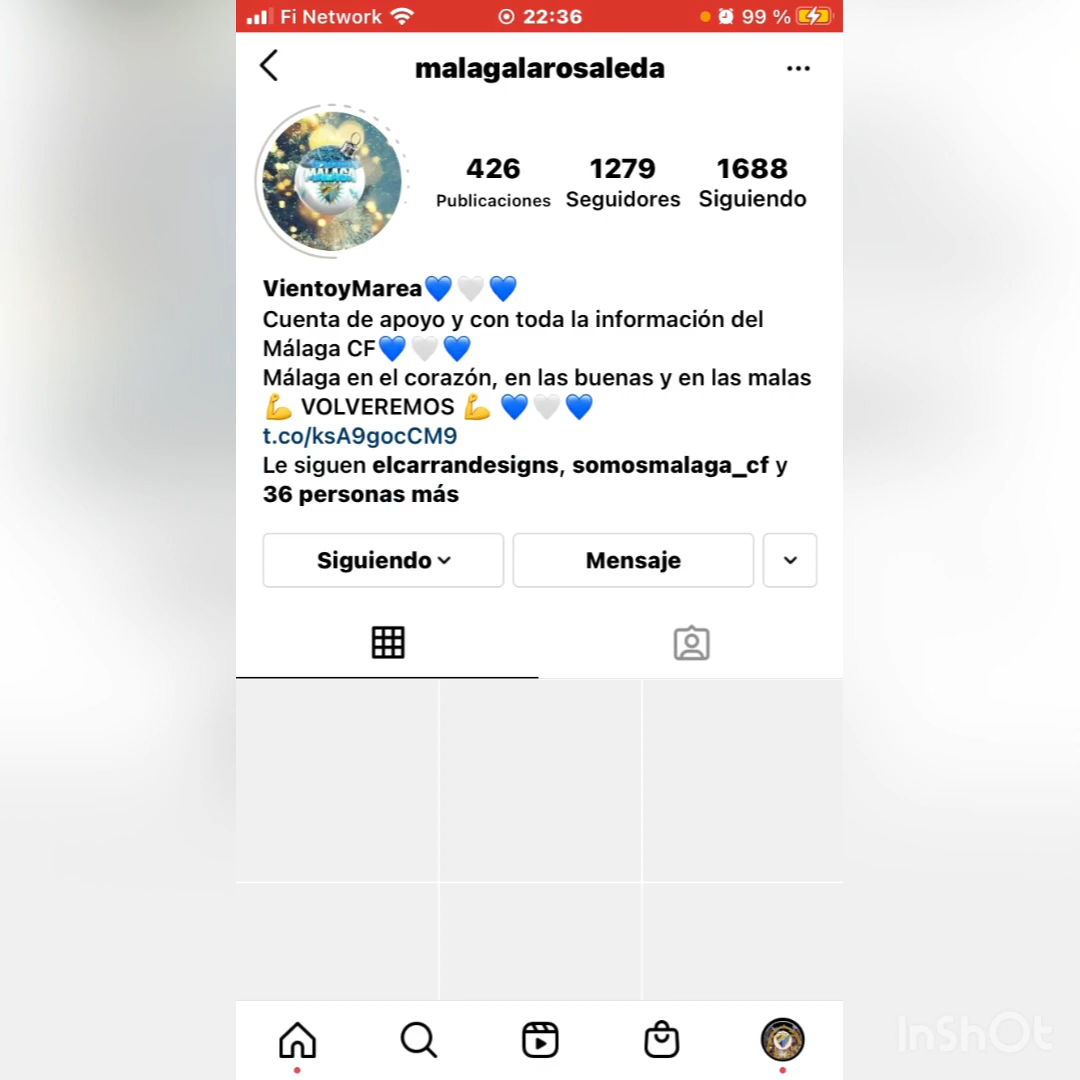 Fi Network 22:36 99 %
malagalarosaleda
426 1279 1688
Publicaciones Seguidores Siguiendo
MÁLAGA
VientoyMarea💙🤍💙
Cuenta de apoyo y con toda la información del
Málaga CF💙🤍💙
Málaga en el corazón, en las buenas y en las malas
💪 VOLVEREMOS 💪 💙🤍💙
t.co/ksA9gocCM9
Le siguen elcarrandesigns, somosmalaga_cf y
36 personas más
Siguiendo Mensaje
InShOt